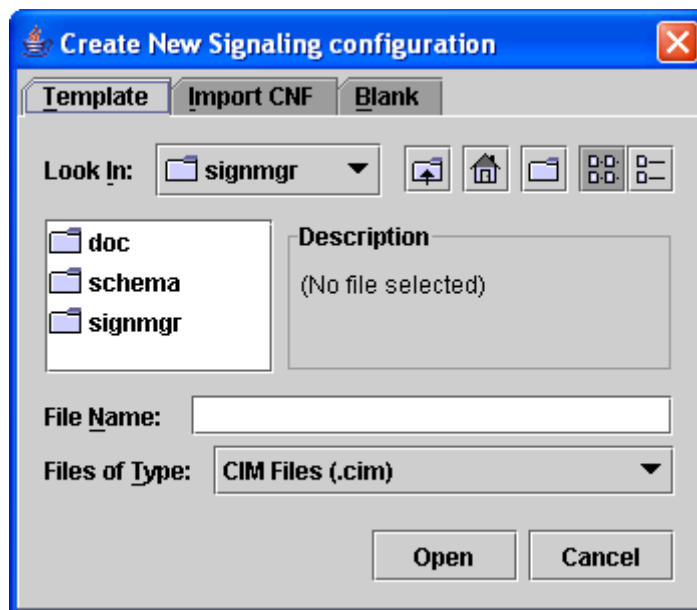 Create New Signaling configuration
Template Import CNF Blank
Look In: signmgr
doc
schema
signmgr
Description
(No file selected)
File Name:
Files of Type: CIM Files (.cim)
Open Cancel